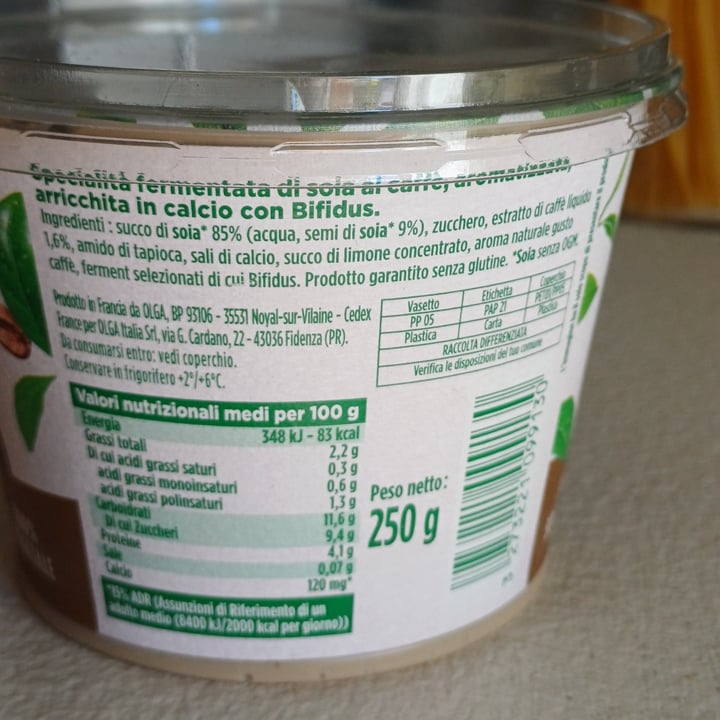 Specialità fermentata di soia al caffè, aromatizzata,
arricchita in calcio con Bifidus.
Ingredienti : succo di soia* 85% (acqua, semi di soia* 9%), zucchero, estratto di caffè liquido
1,6%, amido di tapioca, sali di calcio, succo di limone concentrato, aroma naturale gusto
caffè, ferment selezionati di cui Bifidus. Prodotto garantito senza glutine. *Soia senza OGM.
Prodotto in Francia da OLGA, BP 93106 - 35531 Noyal-sur-Vilaine - Cedex
France per OLGA Italia Srl, via G. Cardano, 22 - 43036 Fidenza (PR).
Da consumarsi entro: vedi coperchio.
Conservare in frigorifero +2°/+6°C.
Vasetto Etichetta Coperchio
PP 05 PAP 21
Plastica Carta Plastica
RACCOLTA DIFFERENZIATA
Verifica le disposizioni del tuo comune
Valori nutrizionali medi per 100 g
Energia 348 kJ - 83 kcal
Grassi totali 2,2 g
Di cui acidi grassi saturi 0,3 g
acidi grassi monoinsaturi 0,6 g
acidi grassi polinsaturi 1,3 g
Carboidrati 11,6 g
Di cui Zuccheri 9,4 g
Proteine 4,1 g
Sale 0,07 g
Calcio 120 mg*
*15% ADR (Assunzioni di Riferimento di un
adulto medio (8400 kJ/2000 kcal per giorno))
Peso netto:
250 g